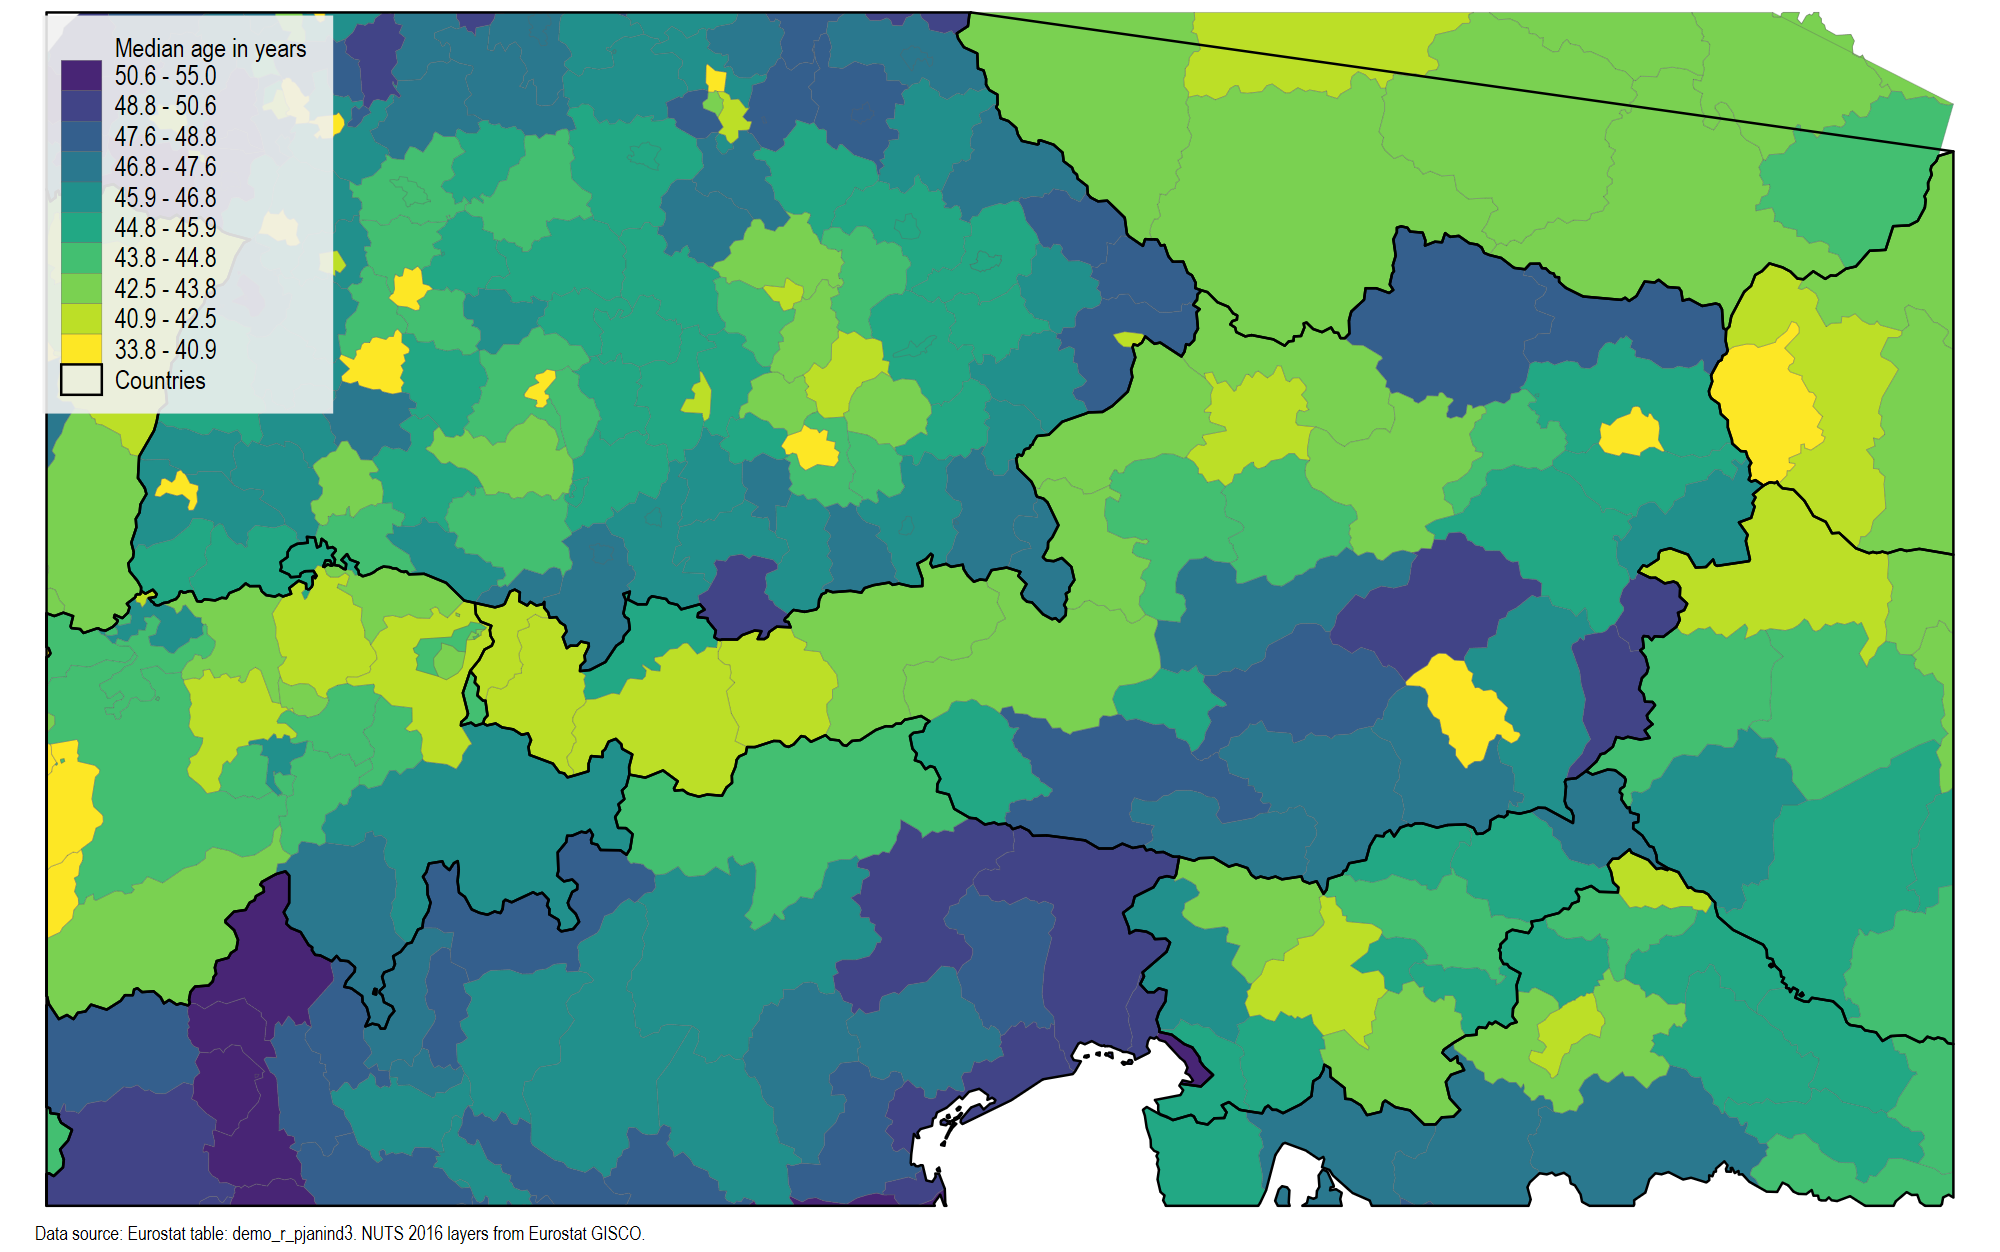 Median age in years
50.6 - 55.0
48.8 - 50.6
47.6 - 48.8
46.8 - 47.6
45.9 - 46.8
44.8 - 45.9
43.8 - 44.8
42.5 - 43.8
40.9 - 42.5
33.8 - 40.9
Countries
Data source: Eurostat table: demo_r_pjanind3. NUTS 2016 layers from Eurostat GISCO.